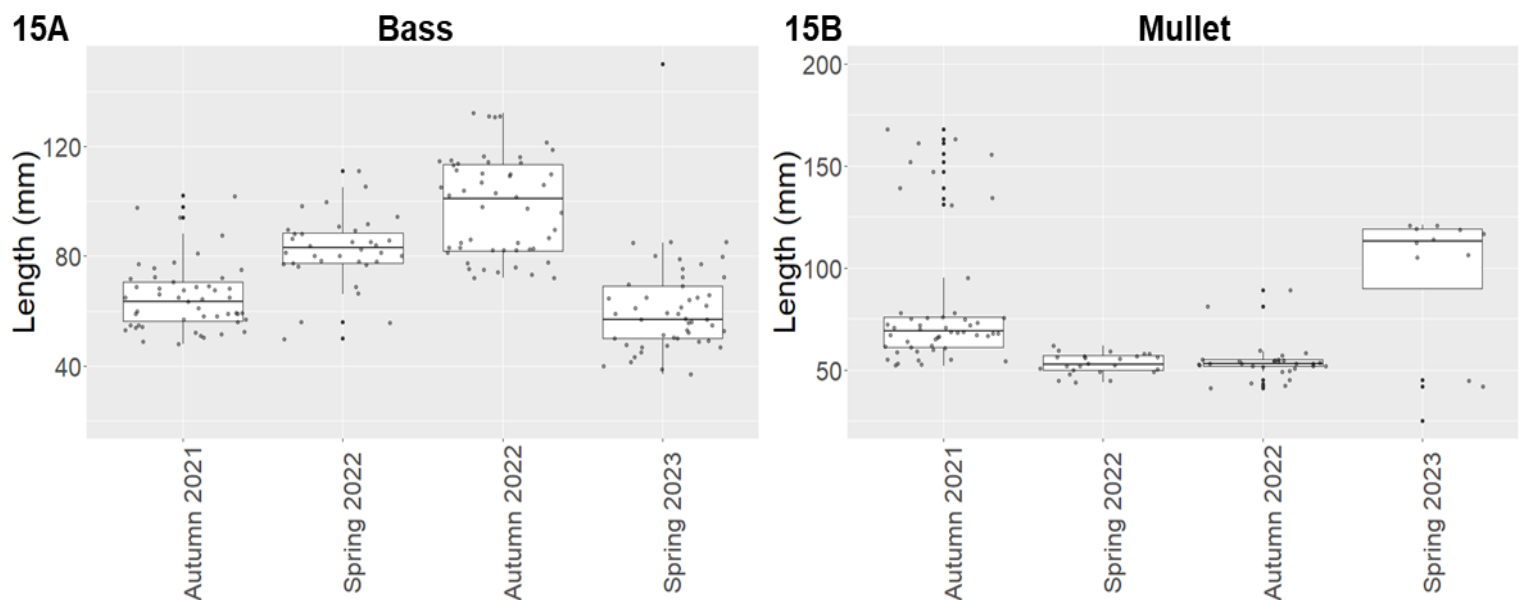 15A
Bass
Length (mm)
120
80
40
Autumn 2021
Spring 2022
Autumn 2022
Spring 2023
15B
Mullet
Length (mm)
200
150
100
50
Autumn 2021
Spring 2022
Autumn 2022
Spring 2023